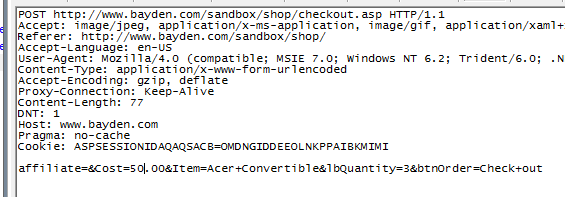 POST http://www.bayden.com/sandbox/shop/checkout.asp HTTP/1.1
Accept: image/jpeg, application/x-ms-application, image/gif, application/xaml+
Referer: http://www.bayden.com/sandbox/shop/
Accept-Language: en-US
User-Agent: Mozilla/4.0 (compatible; MSIE 7.0; Windows NT 6.2; Trident/6.0; .N
Content-Type: application/x-www-form-urlencoded
Accept-Encoding: gzip, deflate
Proxy-Connection: Keep-Alive
Content-Length: 77
DNT: 1
Host: www.bayden.com
Pragma: no-cache
Cookie: ASPSESSIONIDAQAQSACB=OMDNGIDDEEOLNKPPAIBKMIMI

affiliate=&Cost=50.00&Item=Acer+Convertible&lbQuantity=3&btnOrder=Check+out